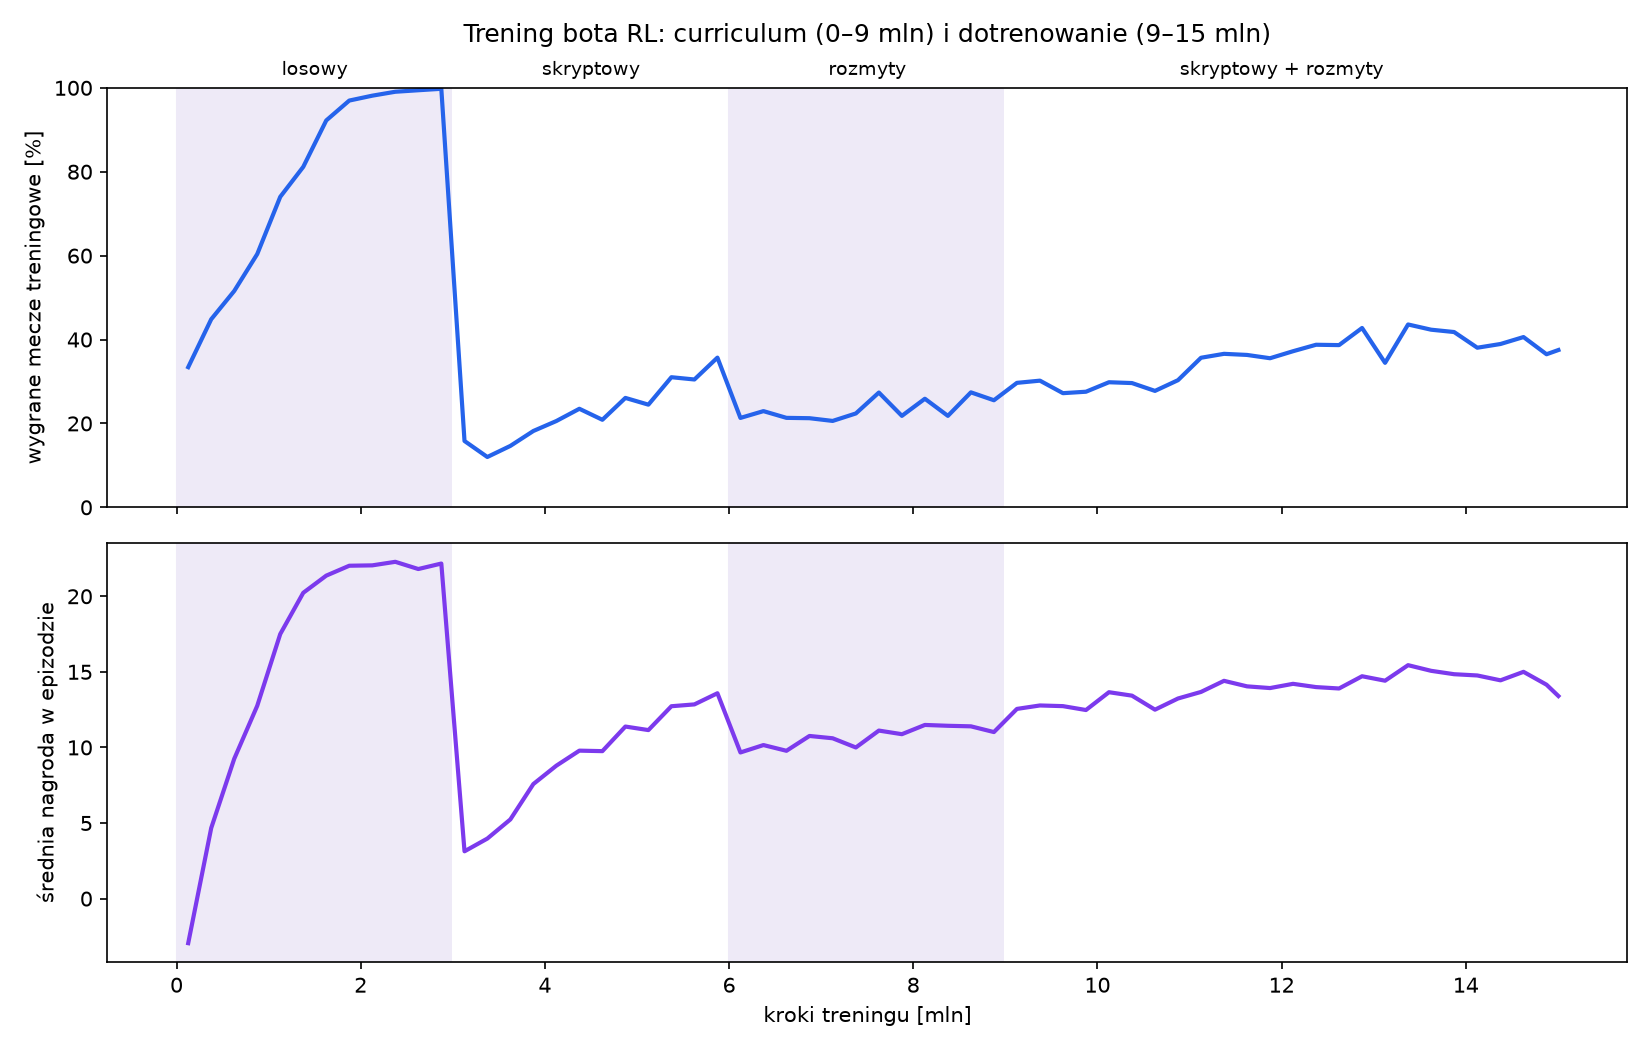 Trening bota RL: curriculum (0–9 mln) i dotrenowanie (9–15 mln)
losowy skryptowy rozmyty skryptowy + rozmyty
wygrane mecze treningowe [%]
100
80
60
40
20
0
średnia nagroda w epizodzie
20
15
10
5
0
0 2 4 6 8 10 12 14
kroki treningu [mln]